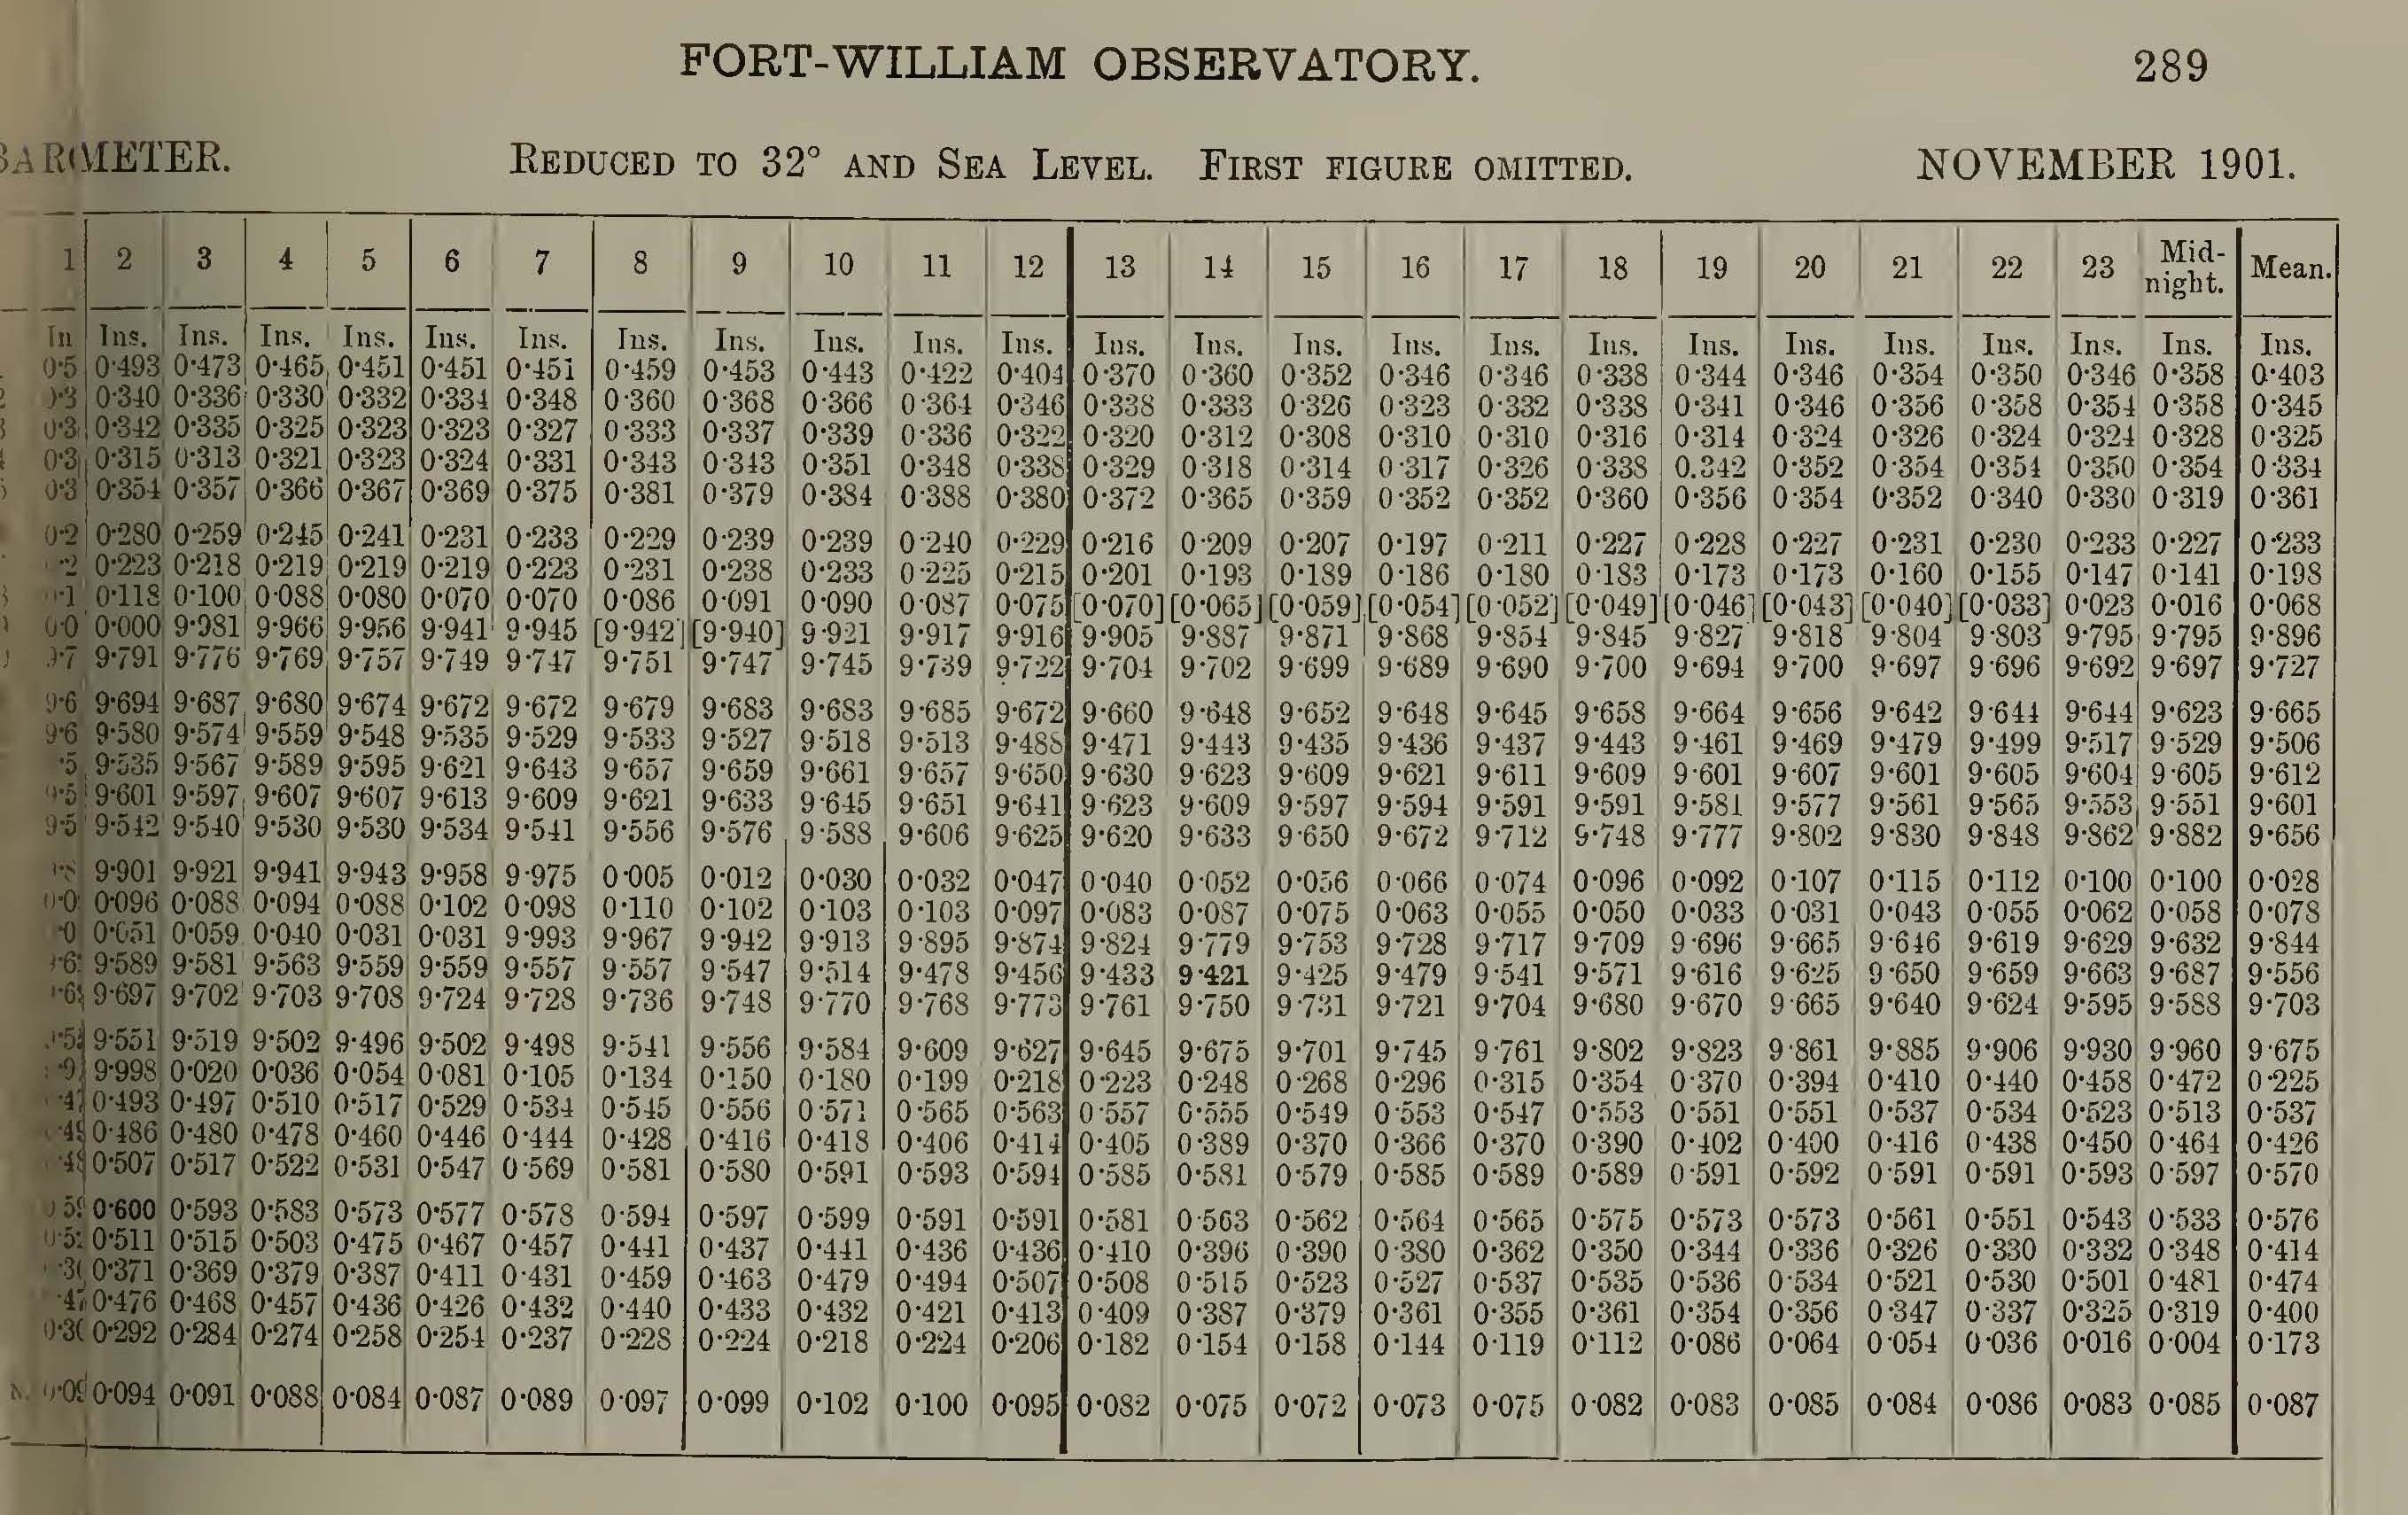 FORT-WILLIAM OBSERVATORY. 289
BAROMETER. REDUCED TO 32° AND SEA LEVEL. FIRST FIGURE OMITTED. NOVEMBER 1901.
1 2 3 4 5 6 7 8 9 10 11 12 13 14 15 16 17 18 19 20 21 22 23 Mid-night. Mean.
In Ins. Ins. Ins. Ins. Ins. Ins. Ins. Ins. Ins. Ins. Ins. Ins. Ins. Ins. Ins. Ins. Ins. Ins. Ins. Ins. Ins. Ins. Ins. Ins.
0·5 0·493 0·473 0·465 0·451 0·451 0·451 0·459 0·453 0·443 0·422 0·404 0·370 0·360 0·352 0·346 0·346 0·338 0·344 0·346 0·354 0·350 0·346 0·358 0·403
0·340 0·336 0·330 0·332 0·334 0·348 0·360 0·368 0·366 0·364 0·346 0·338 0·333 0·326 0·323 0·332 0·338 0·341 0·346 0·356 0·358 0·354 0·358 0·345
0·3 0·342 0·335 0·325 0·323 0·323 0·327 0·333 0·337 0·339 0·336 0·322 0·320 0·312 0·308 0·310 0·310 0·316 0·314 0·324 0·326 0·324 0·324 0·328 0·325
0·3 0·315 0·313 0·321 0·323 0·324 0·331 0·343 0·343 0·351 0·348 0·338 0·329 0·318 0·314 0·317 0·326 0·338 0.342 0·352 0·354 0·354 0·350 0·354 0·334
0·3 0·354 0·357 0·366 0·367 0·369 0·375 0·381 0·379 0·384 0·388 0·380 0·372 0·365 0·359 0·352 0·352 0·360 0·356 0·354 0·352 0·340 0·330 0·319 0·361
0·2 0·280 0·259 0·245 0·241 0·231 0·233 0·229 0·239 0·239 0·240 0·229 0·216 0·209 0·207 0·197 0·211 0·227 0·228 0·227 0·231 0·230 0·233 0·227 0·233
·2 0·223 0·218 0·219 0·219 0·219 0·223 0·231 0·238 0·233 0·225 0·215 0·201 0·193 0·189 0·186 0·180 0·183 0·173 0·173 0·160 0·155 0·147 0·141 0·198
·1 0·118 0·100 0·088 0·080 0·070 0·070 0·086 0·091 0·090 0·087 0·075 [0·070] [0·065] [0·059] [0·054] [0·052] [0·049] [0·046] [0·043] [0·040] [0·033] 0·023 0·016 0·068
0·0 0·000 9·981 9·966 9·956 9·941 9·945 [9·942] [9·940] 9·921 9·917 9·916 9·905 9·887 9·871 9·868 9·854 9·845 9·827 9·818 9·804 9·803 9·795 9·795 9·896
·7 9·791 9·776 9·769 9·757 9·749 9·747 9·751 9·747 9·745 9·739 9·722 9·704 9·702 9·699 9·689 9·690 9·700 9·694 9·700 9·697 9·696 9·692 9·697 9·727
9·6 9·694 9·687 9·680 9·674 9·672 9·672 9·679 9·683 9·683 9·685 9·672 9·660 9·648 9·652 9·648 9·645 9·658 9·664 9·656 9·642 9·644 9·644 9·623 9·665
9·6 9·580 9·574 9·559 9·548 9·535 9·529 9·533 9·527 9·518 9·513 9·488 9·471 9·443 9·435 9·436 9·437 9·443 9·461 9·469 9·479 9·499 9·517 9·529 9·506
·5 9·535 9·567 9·589 9·595 9·621 9·643 9·657 9·659 9·661 9·657 9·650 9·630 9·623 9·609 9·621 9·611 9·609 9·601 9·607 9·601 9·605 9·604 9·605 9·612
9·5 9·601 9·597 9·607 9·607 9·613 9·609 9·621 9·633 9·645 9·651 9·641 9·623 9·609 9·597 9·594 9·591 9·591 9·581 9·577 9·561 9·565 9·553 9·551 9·601
9·5 9·542 9·540 9·530 9·530 9·534 9·541 9·556 9·576 9·588 9·606 9·625 9·620 9·633 9·650 9·672 9·712 9·748 9·777 9·802 9·830 9·848 9·862 9·882 9·656
·8 9·901 9·921 9·941 9·943 9·958 9·975 0·005 0·012 0·030 0·032 0·047 0·040 0·052 0·056 0·066 0·074 0·096 0·092 0·107 0·115 0·112 0·100 0·100 0·028
0·0 0·096 0·088 0·094 0·088 0·102 0·098 0·110 0·102 0·103 0·103 0·097 0·083 0·087 0·075 0·063 0·055 0·050 0·033 0·031 0·043 0·055 0·062 0·058 0·078
·0 0·051 0·059 0·040 0·031 0·031 9·993 9·967 9·942 9·913 9·895 9·874 9·824 9·779 9·753 9·728 9·717 9·709 9·696 9·665 9·646 9·619 9·629 9·632 9·844
·6 9·589 9·581 9·563 9·559 9·559 9·557 9·557 9·547 9·514 9·478 9·456 9·433 9·421 9·425 9·479 9·541 9·571 9·616 9·625 9·650 9·659 9·663 9·687 9·556
·6 9·697 9·702 9·703 9·708 9·724 9·728 9·736 9·748 9·770 9·768 9·773 9·761 9·750 9·731 9·721 9·704 9·680 9·670 9·665 9·640 9·624 9·595 9·588 9·703
·5 9·551 9·519 9·502 9·496 9·502 9·498 9·541 9·556 9·584 9·609 9·627 9·645 9·675 9·701 9·745 9·761 9·802 9·823 9·861 9·885 9·906 9·930 9·960 9·675
·9 9·998 0·020 0·036 0·054 0·081 0·105 0·134 0·150 0·180 0·199 0·218 0·223 0·248 0·268 0·296 0·315 0·354 0·370 0·394 0·410 0·440 0·458 0·472 0·225
·4 0·493 0·497 0·510 0·517 0·529 0·534 0·545 0·556 0·571 0·565 0·563 0·557 0·555 0·549 0·553 0·547 0·553 0·551 0·551 0·537 0·534 0·523 0·513 0·537
·4 0·486 0·480 0·478 0·460 0·446 0·444 0·428 0·416 0·418 0·406 0·414 0·405 0·389 0·370 0·366 0·370 0·390 0·402 0·400 0·416 0·438 0·450 0·464 0·426
·4 0·507 0·517 0·522 0·531 0·547 0·569 0·581 0·580 0·591 0·593 0·594 0·585 0·581 0·579 0·585 0·589 0·589 0·591 0·592 0·591 0·591 0·593 0·597 0·570
0·600 0·593 0·583 0·573 0·577 0·578 0·594 0·597 0·599 0·591 0·591 0·581 0·563 0·562 0·564 0·565 0·575 0·573 0·573 0·561 0·551 0·543 0·533 0·576
0·5 0·511 0·515 0·503 0·475 0·467 0·457 0·441 0·437 0·441 0·436 0·436 0·410 0·396 0·390 0·380 0·362 0·350 0·344 0·336 0·326 0·330 0·332 0·348 0·414
·3 0·371 0·369 0·379 0·387 0·411 0·431 0·459 0·463 0·479 0·494 0·507 0·508 0·515 0·523 0·527 0·537 0·535 0·536 0·534 0·521 0·530 0·501 0·481 0·474
·4 0·476 0·468 0·457 0·436 0·426 0·432 0·440 0·433 0·432 0·421 0·413 0·409 0·387 0·379 0·361 0·355 0·361 0·354 0·356 0·347 0·337 0·325 0·319 0·400
0·3 0·292 0·284 0·274 0·258 0·254 0·237 0·228 0·224 0·218 0·224 0·206 0·182 0·154 0·158 0·144 0·119 0·112 0·086 0·064 0·054 0·036 0·016 0·004 0·173
0·09 0·094 0·091 0·088 0·084 0·087 0·089 0·097 0·099 0·102 0·100 0·095 0·082 0·075 0·072 0·073 0·075 0·082 0·083 0·085 0·084 0·086 0·083 0·085 0·087